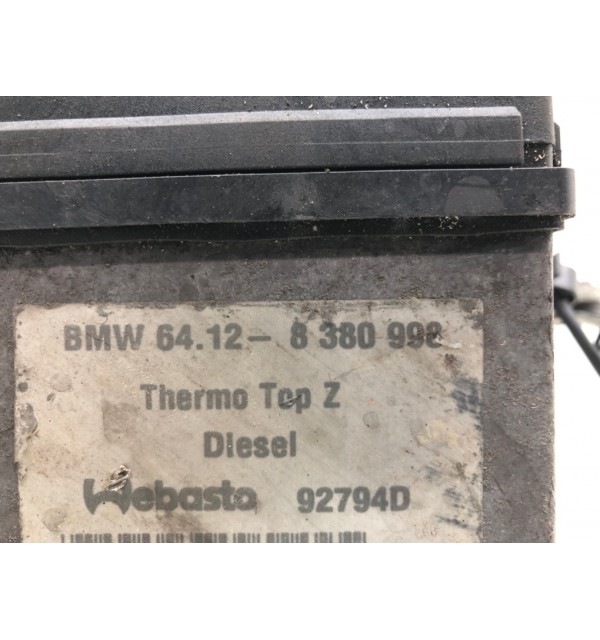 BMW 64.12- 8 380 998
Thermo Top Z
Diesel
Webasto 92794D